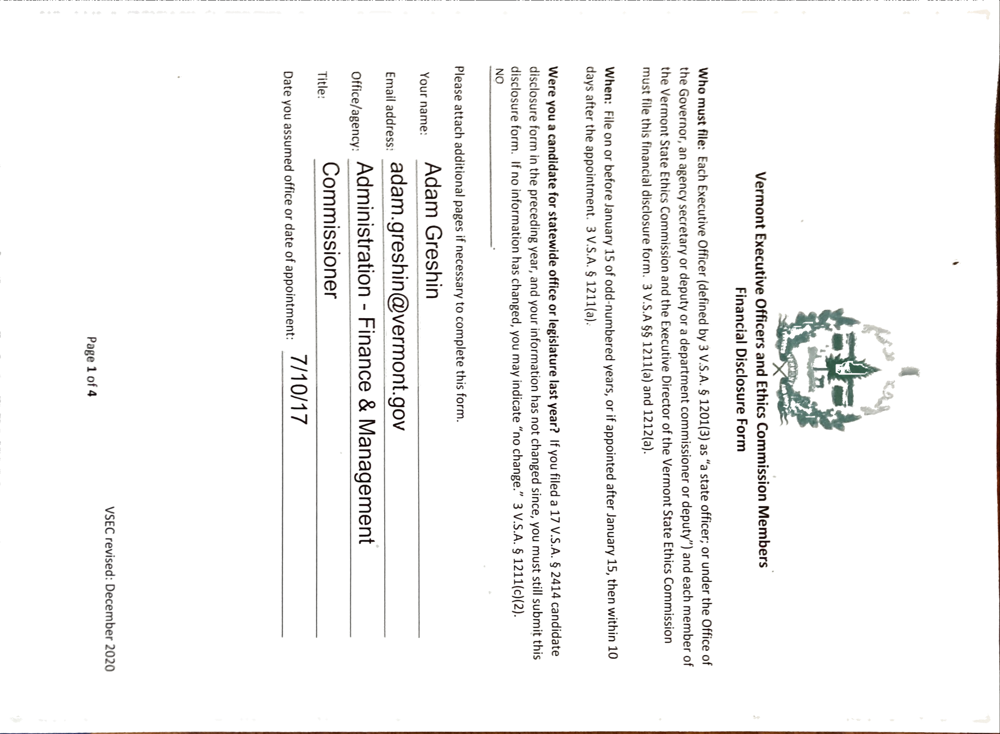 Vermont Executive Officers and Ethics Commission Members
Financial Disclosure Form
Who must file: Each Executive Officer (defined by 3 V.S.A. § 1201(3) as “a state officer; or under the Office of
the Governor, an agency secretary or deputy or a department commissioner or deputy”) and each member of
the Vermont State Ethics Commission and the Executive Director of the Vermont State Ethics Commission
must file this financial disclosure form. 3 V.S.A §§ 1211(a) and 1212(a).
When: File on or before January 15 of odd-numbered years, or if appointed after January 15, then within 10
days after the appointment. 3 V.S.A. § 1211(a).
Were you a candidate for statewide office or legislature last year? If you filed a 17 V.S.A. § 2414 candidate
disclosure form in the preceding year, and your information has not changed since, you must still submit this
disclosure form. If no information has changed, you may indicate “no change.” 3 V.S.A. § 1211(c)(2).
NO
Please attach additional pages if necessary to complete this form.
Your name: Adam Greshin
Email address: adam.greshin@vermont.gov
Office/agency: Administration - Finance & Management
Title: Commissioner
Date you assumed office or date of appointment: 7/10/17
VSEC revised: December 2020
Page 1 of 4